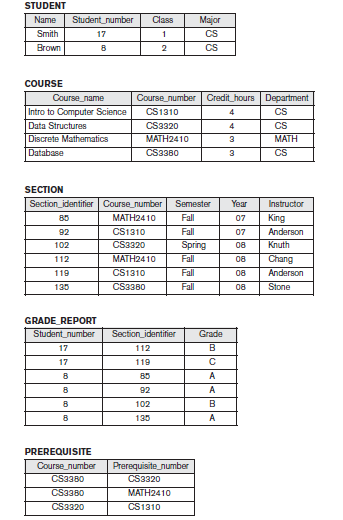 STUDENT
Name Student_number Class Major
Smith 17 1 CS
Brown 8 2 CS
COURSE
Course_name Course_number Credit_hours Department
Intro to Computer Science CS1310 4 CS
Data Structures CS3320 4 CS
Discrete Mathematics MATH2410 3 MATH
Database CS3380 3 CS
SECTION
Section_identifier Course_number Semester Year Instructor
85 MATH2410 Fall 07 King
92 CS1310 Fall 07 Anderson
102 CS3320 Spring 08 Knuth
112 MATH2410 Fall 08 Chang
119 CS1310 Fall 08 Anderson
135 CS3380 Fall 08 Stone
GRADE_REPORT
Student_number Section_identifier Grade
17 112 B
17 119 C
8 85 A
8 92 A
8 102 B
8 135 A
PREREQUISITE
Course_number Prerequisite_number
CS3380 CS3320
CS3380 MATH2410
CS3320 CS1310